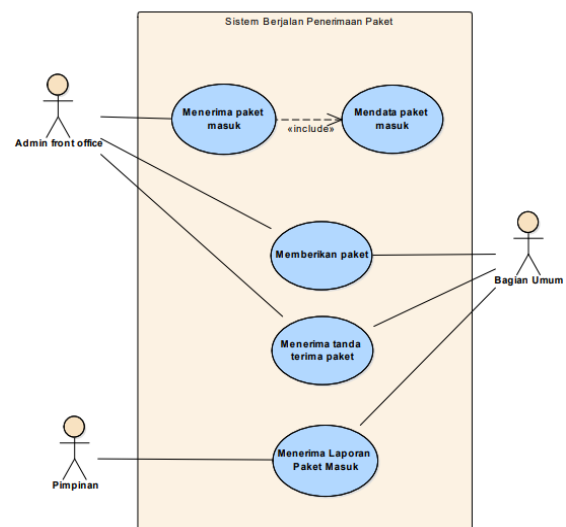 Sistem Berjalan Penerimaan Paket
Menerima paket
masuk
«include»
Mendata paket
masuk
Admin front office
Memberikan paket
Bagian Umum
Menerima tanda
terima paket
Menerima Laporan
Paket Masuk
Pimpinan